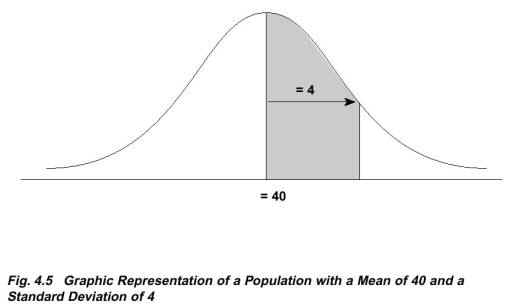 = 4
= 40
Fig. 4.5 Graphic Representation of a Population with a Mean of 40 and a
Standard Deviation of 4